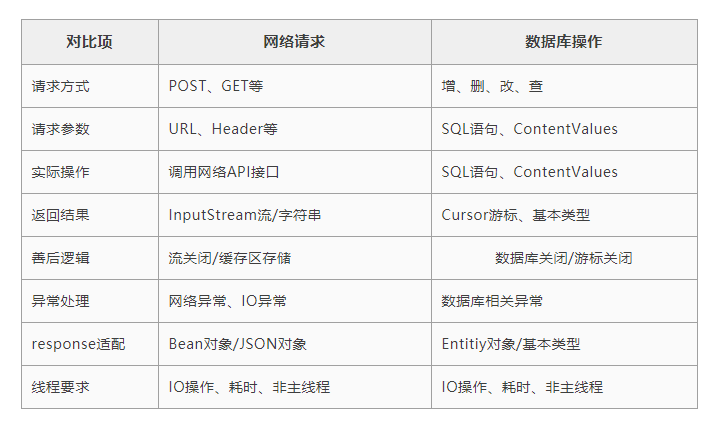 对比项 网络请求 数据库操作
请求方式 POST、GET等 增、删、改、查
请求参数 URL、Header等 SQL语句、ContentValues
实际操作 调用网络API接口 SQL语句、ContentValues
返回结果 InputStream流/字符串 Cursor游标、基本类型
善后逻辑 流关闭/缓存区存储 数据库关闭/游标关闭
异常处理 网络异常、IO异常 数据库相关异常
response适配 Bean对象/JSON对象 Entitiy对象/基本类型
线程要求 IO操作、耗时、非主线程 IO操作、耗时、非主线程